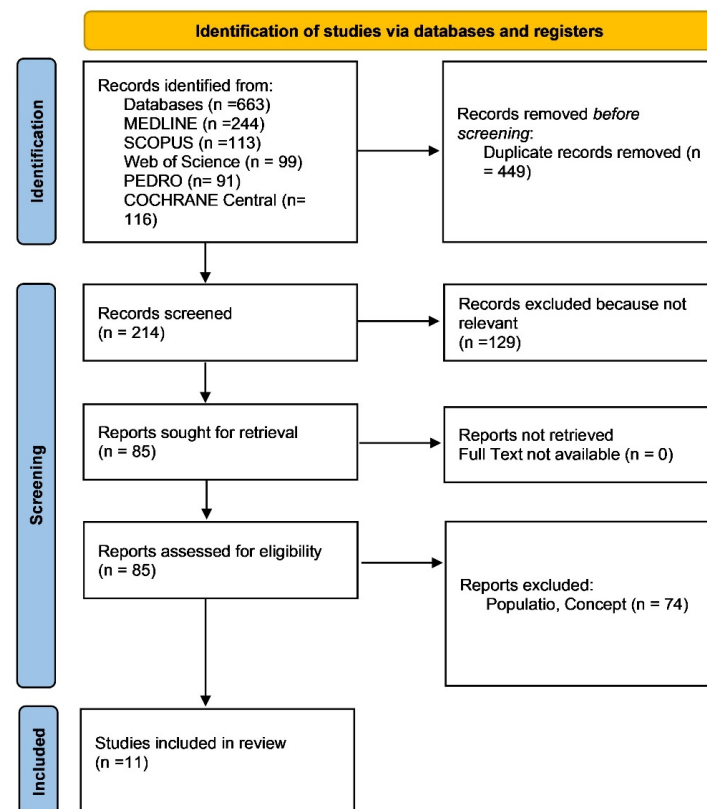 Identification of studies via databases and registers
Identification
Records identified from:
Databases (n =663)
MEDLINE (n =244)
SCOPUS (n =113)
Web of Science (n = 99)
PEDRO (n= 91)
COCHRANE Central (n=
116)
Records removed before
screening:
Duplicate records removed (n
= 449)
Screening
Records screened
(n = 214)
Records excluded because not
relevant
(n =129)
Reports sought for retrieval
(n = 85)
Reports not retrieved
Full Text not available (n = 0)
Reports assessed for eligibility
(n = 85)
Reports excluded:
Populatio, Concept (n = 74)
Included
Studies included in review
(n =11)